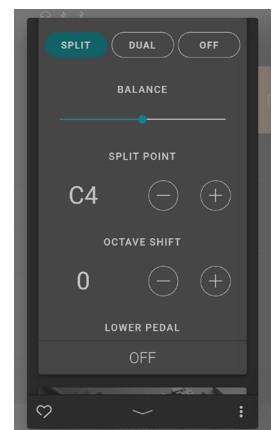 SPLIT DUAL OFF
BALANCE
SPLIT POINT
C4
OCTAVE SHIFT
0
LOWER PEDAL
OFF